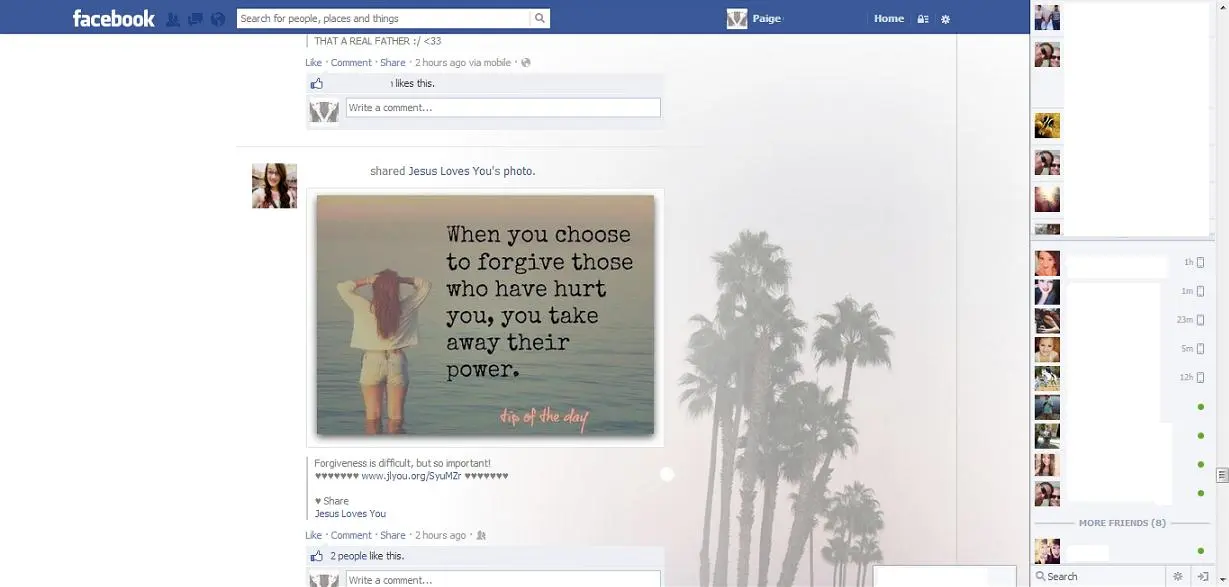 facebook
Search for people, places and things
Paige
Home
THAT A REAL FATHER :/ <33
Like · Comment · Share · 2 hours ago via mobile ·
likes this.
Write a comment...
shared Jesus Loves You's photo.
When you choose
to forgive those
who have hurt
you, you take
away their
power.
tip of the day
Forgiveness is difficult, but so important!
♥♥♥♥♥♥♥ www.jlyou.org/SyuMZr ♥♥♥♥♥♥♥
♥ Share
Jesus Loves You
Like · Comment · Share · 2 hours ago ·
2 people like this.
Write a comment...
1h
1m
23m
5m
12h
MORE FRIENDS (8)
Search